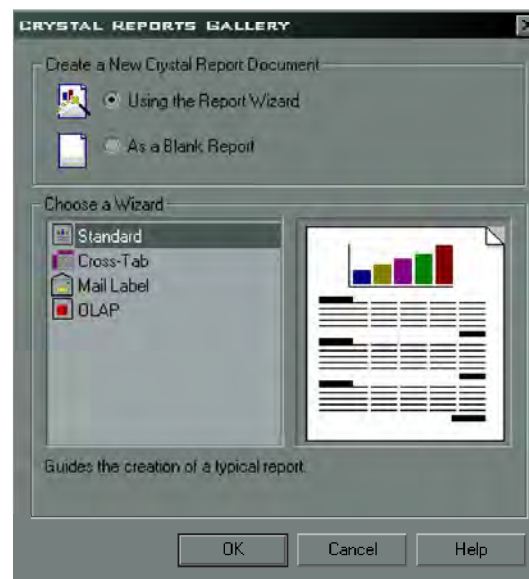 CRYSTAL REPORTS GALLERY
Create a New Crystal Report Document
Using the Report Wizard
As a Blank Report
Choose a Wizard
Standard
Cross-Tab
Mail Label
OLAP
Guides the creation of a typical report.
OK Cancel Help